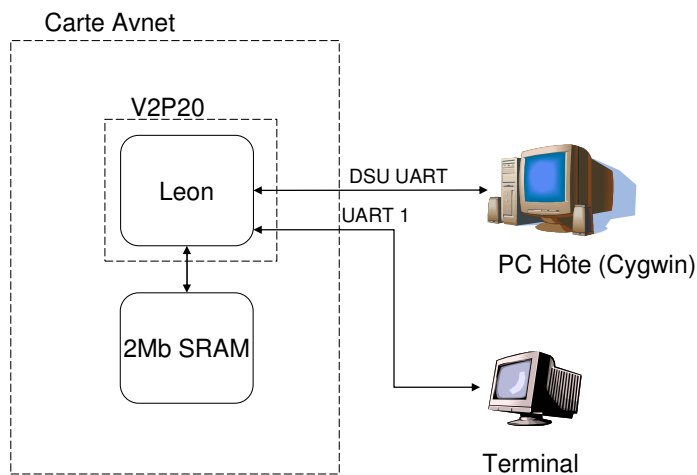 Carte Avnet
V2P20
Leon
DSU UART
UART 1
PC Hôte (Cygwin)
2Mb SRAM
Terminal